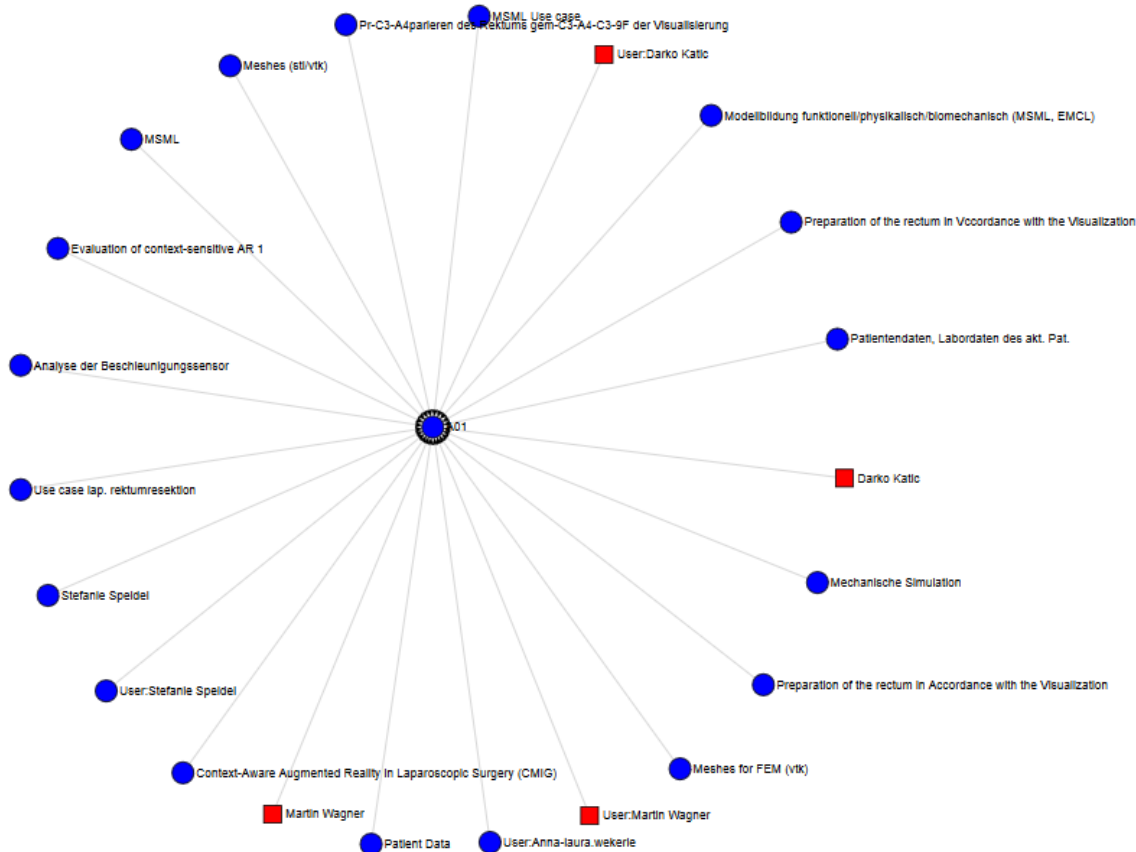 MSML Use case
Pr-C3-A4parieren des Rektums gem-C3-A4-C3-9F der Visualisierung
User:Darko Katic
Meshes (stl/vtk)
Modellbildung funktionell/physikalisch/biomechanisch (MSML, EMCL)
MSML
Preparation of the rectum in Vccordance with the Visualization
Evaluation of context-sensitive AR 1
Patientendaten, Labordaten des akt. Pat.
Analyse der Beschleunigungssensor
A01
Darko Katic
Use case lap. rektumresektion
Mechanische Simulation
Stefanie Speidel
Preparation of the rectum in Accordance with the Visualization
User:Stefanie Speidel
Meshes for FEM (vtk)
Context-Aware Augmented Reality in Laparoscopic Surgery (CMIG)
Martin Wagner
User:Martin Wagner
Patient Data
User:Anna-laura.wekerle